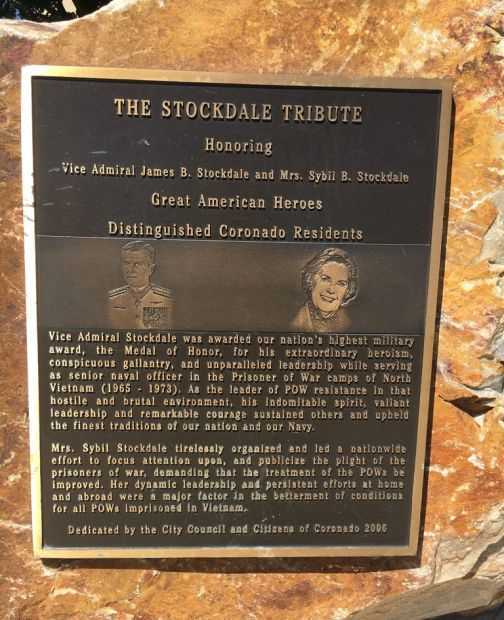 THE STOCKDALE TRIBUTE
Honoring
Vice Admiral James B. Stockdale and Mrs. Sybil B. Stockdale
Great American Heroes
Distinguished Coronado Residents
Vice Admiral Stockdale was awarded our nation's highest military
award, the Medal of Honor, for his extraordinary heroism,
conspicuous gallantry, and unparalleled leadership while serving
as senior naval officer in the Prisoner of War camps of North
Vietnam (1965 - 1973). As the leader of POW resistance in that
hostile and brutal environment, his indomitable spirit, valiant
leadership and remarkable courage sustained others and upheld
the finest traditions of our nation and our Navy.
Mrs. Sybil Stockdale tirelessly organized and led a nationwide
effort to focus attention upon, and publicize the plight of the
prisoners of war, demanding that the treatment of the POWs be
improved. Her dynamic leadership and persistent efforts at home
and abroad were a major factor in the betterment of conditions
for all POWs imprisoned in Vietnam.
Dedicated by the City Council and Citizens of Coronado 2006